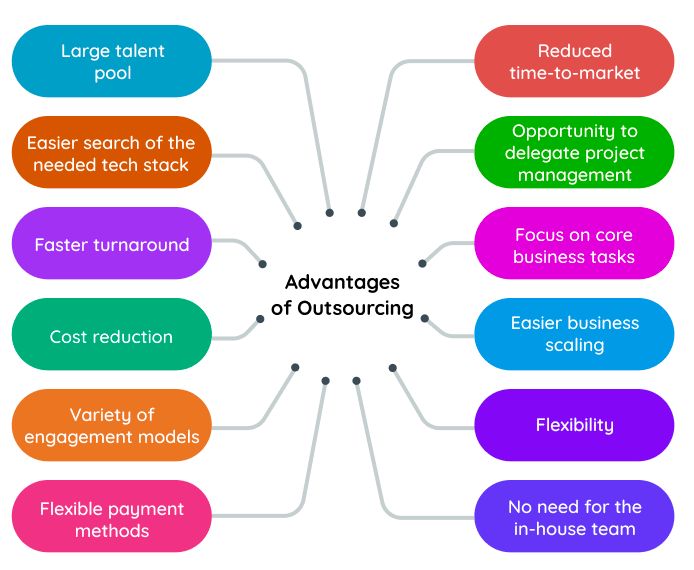 Large talent
pool
Easier search of the
needed tech stack
Faster turnaround
Cost reduction
Variety of
engagement models
Flexible payment
methods
Advantages
of Outsourcing
Reduced
time-to-market
Opportunity to
delegate project
management
Focus on core
business tasks
Easier business
scaling
Flexibility
No need for the
in-house team